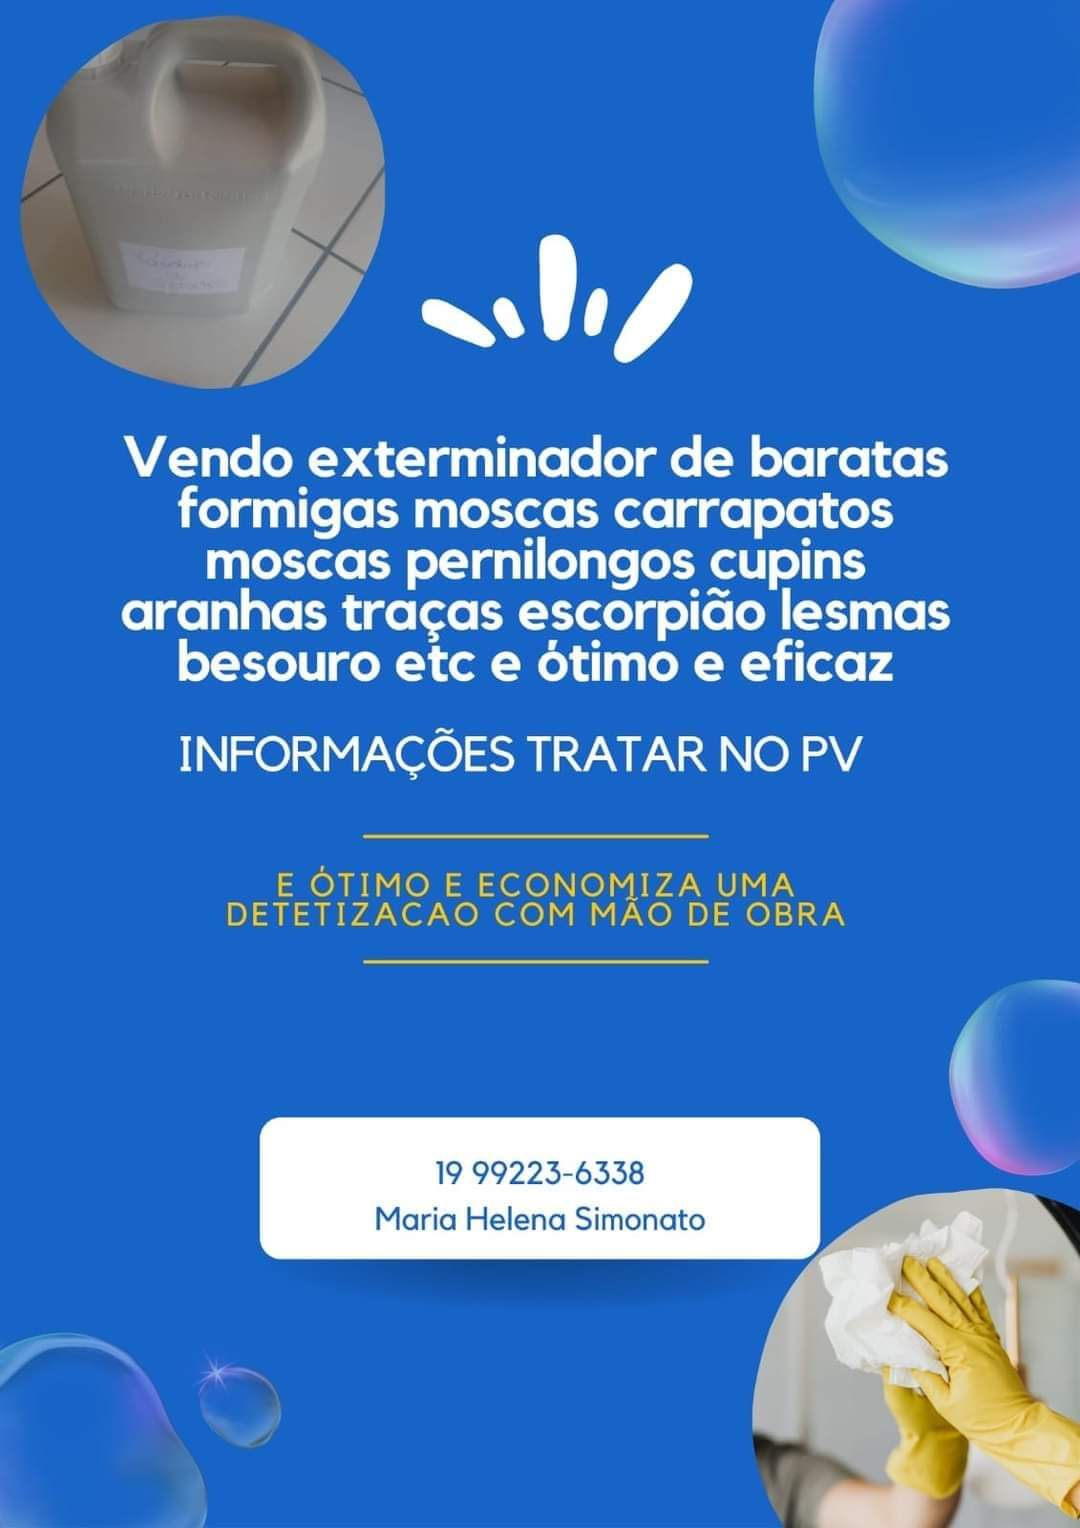 Vendo exterminador de baratas
formigas moscas carrapatos
moscas pernilongos cupins
aranhas traças escorpião lesmas
besouro etc e ótimo e eficaz
INFORMAÇÕES TRATAR NO PV
E ÓTIMO E ECONOMIZA UMA
DETETIZACAO COM MÃO DE OBRA
19 99223-6338
Maria Helena Simonato